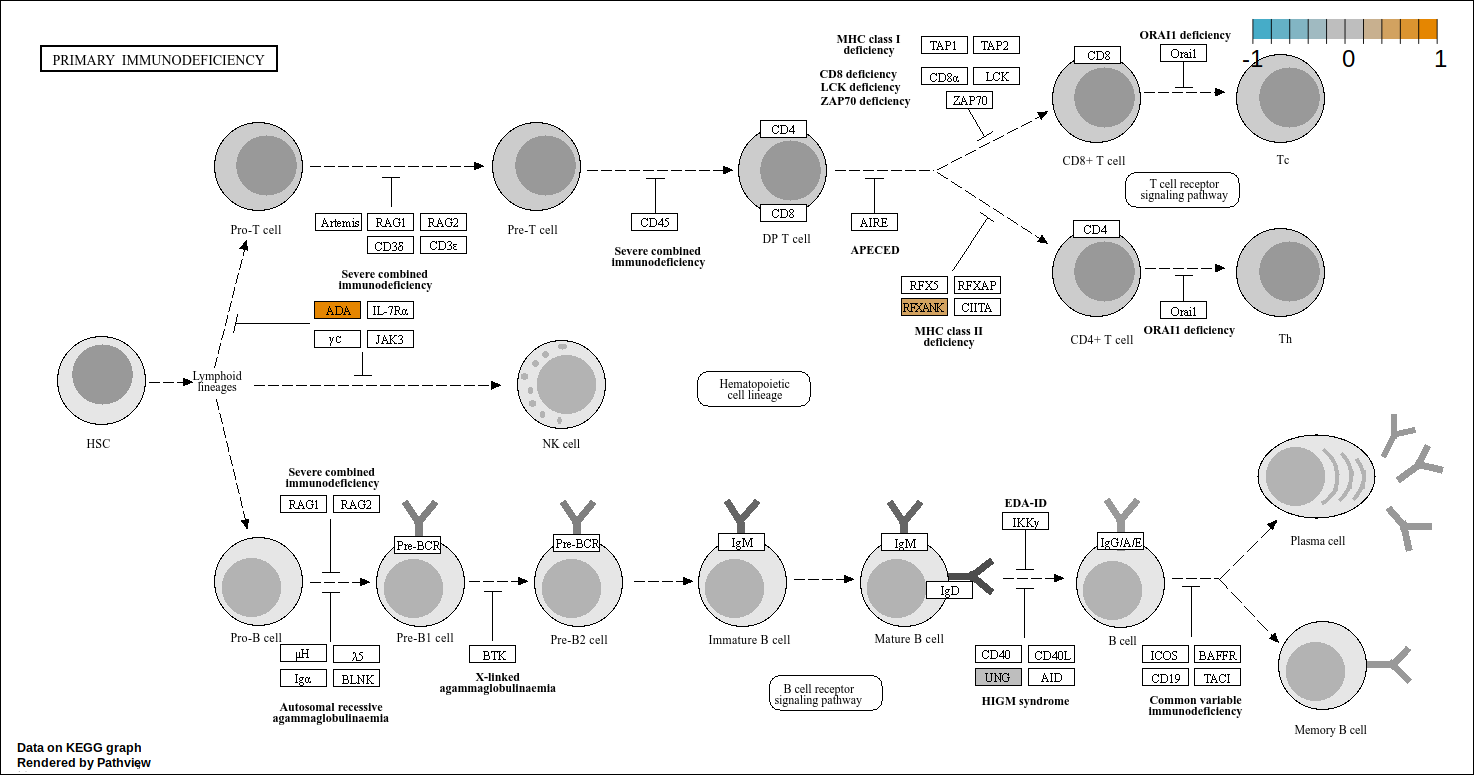 PRIMARY IMMUNODEFICIENCY
-1
0
1
MHC class I
deficiency
TAP1
TAP2
CD8 deficiency
LCK deficiency
ZAP70 deficiency
CD8α
LCK
ZAP70
CD8
CD8+ T cell
ORAI1 deficiency
Orai1
Tc
T cell receptor
signaling pathway
Pro-T cell
Artemis
RAG1
RAG2
CD3δ
CD3ε
Severe combined
immunodeficiency
Pre-T cell
CD45
Severe combined
immunodeficiency
CD4
CD8
DP T cell
AIRE
APECED
RFX5
RFXAP
RFXANK
CIITA
MHC class II
deficiency
CD4
CD4+ T cell
Orai1
ORAI1 deficiency
Th
ADA
IL-7Rα
γc
JAK3
HSC
Lymphoid
lineages
NK cell
Hematopoietic
cell lineage
Severe combined
immunodeficiency
RAG1
RAG2
Pro-B cell
μH
λ5
Igα
BLNK
Autosomal recessive
agammaglobulinaemia
Pre-BCR
Pre-B1 cell
BTK
X-linked
agammaglobulinaemia
Pre-BCR
Pre-B2 cell
IgM
Immature B cell
IgM
IgD
Mature B cell
B cell receptor
signaling pathway
EDA-ID
IKKγ
CD40
CD40L
UNG
AID
HIGM syndrome
IgG/A/E
B cell
ICOS
BAFFR
CD19
TACI
Common variable
immunodeficiency
Plasma cell
Memory B cell
Data on KEGG graph
Rendered by Pathview